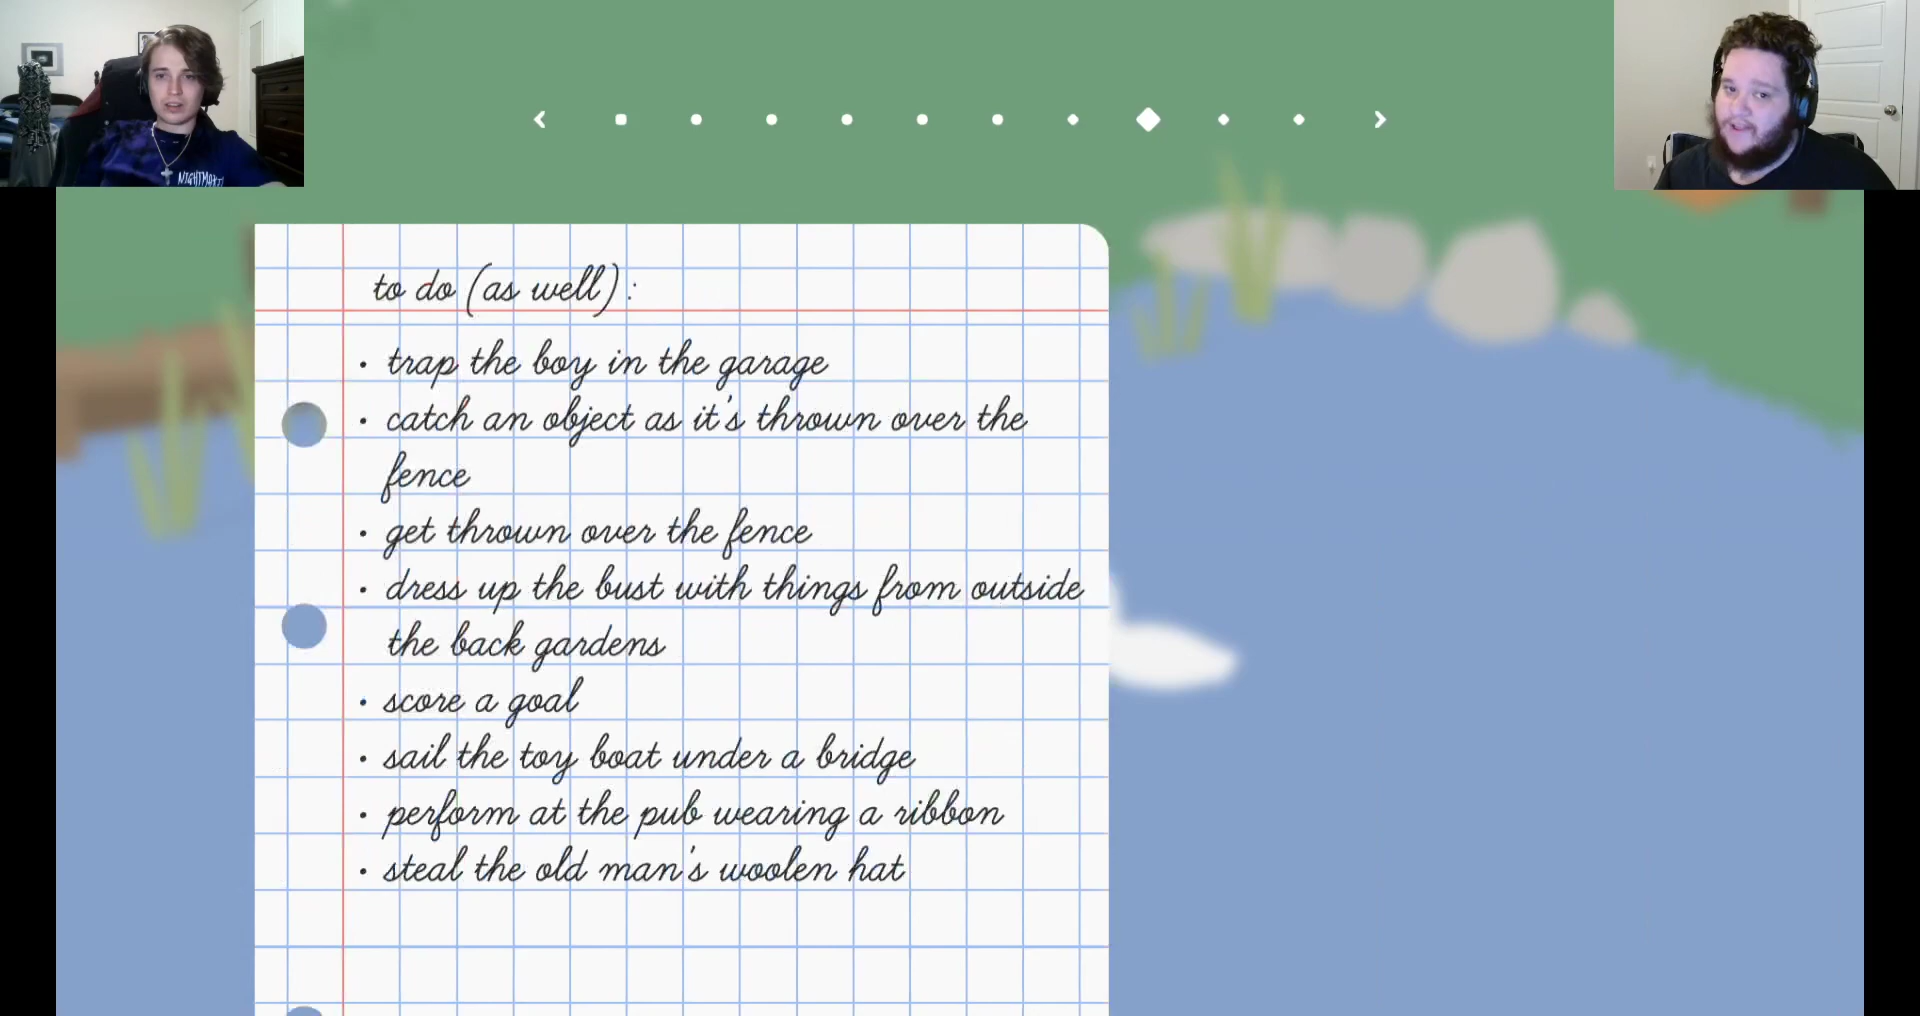 NIGHTMARE
to do (as well) :
• trap the boy in the garage
• catch an object as it's thrown over the
fence
• get thrown over the fence
• dress up the bust with things from outside
the back gardens
• score a goal
• sail the toy boat under a bridge
• perform at the pub wearing a ribbon
• steal the old man's woolen hat